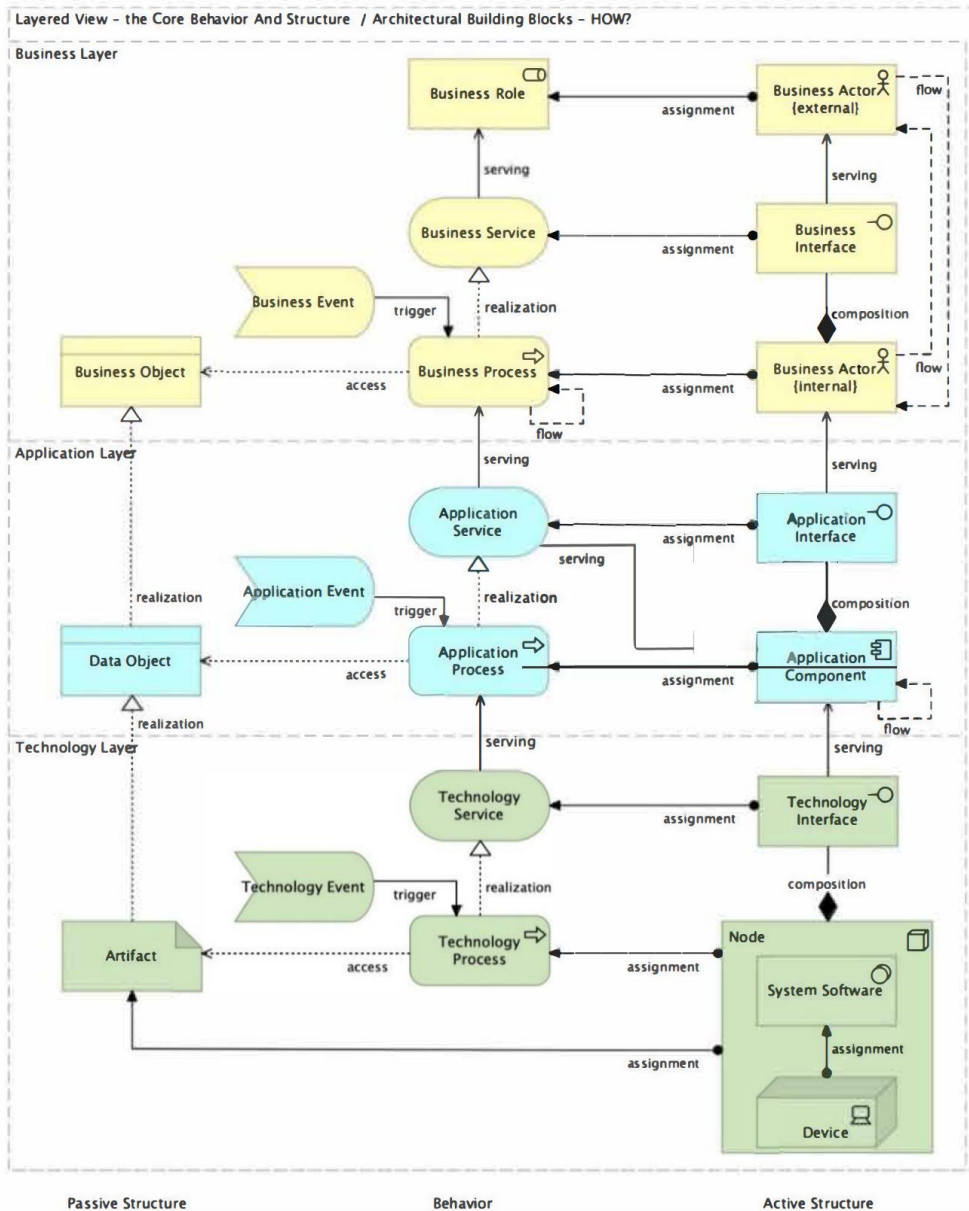 Layered View - the Core Behavior And Structure / Architectural Building Blocks - HOW?
Business Layer
Business Role
Business Actor
{external}
flow
assignment
serving
serving
Business Service
Business
Interface
assignment
Business Event
realization
trigger
composition
Business Object
Business Process
Business Actor
{internal}
flow
access
assignment
flow
Application Layer
serving
serving
Application
Service
Application
Interface
assignment
serving
Application Event
realization
realization
trigger
composition
Data Object
Application
Process
Application
Component
access
assignment
realization
flow
Technology Layer
serving
serving
Technology
Service
Technology
Interface
assignment
Technology Event
realization
trigger
composition
Artifact
Technology
Process
Node
access
assignment
System Software
assignment
assignment
Device
Passive Structure
Behavior
Active Structure